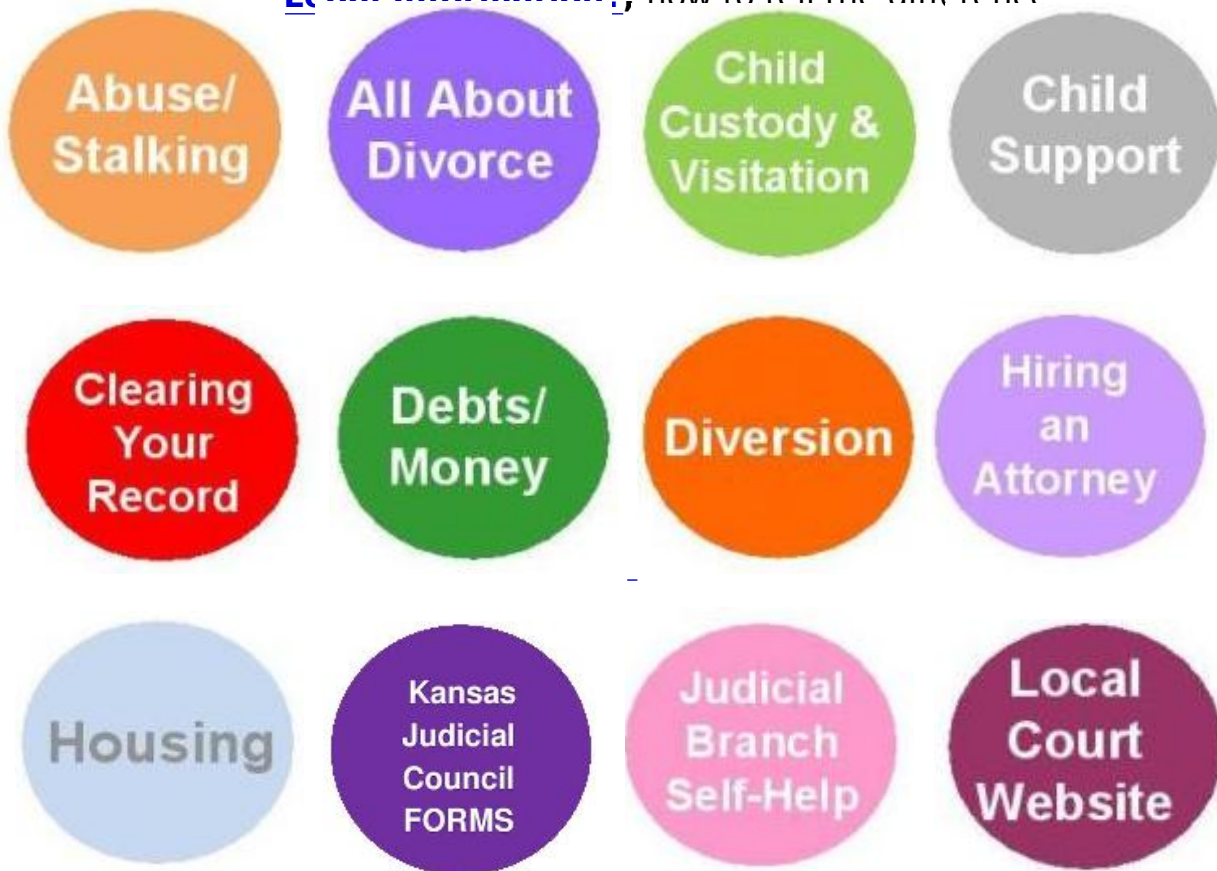 Abuse/
Stalking
All About
Divorce
Child
Custody &
Visitation
Child
Support
Clearing
Your
Record
Debts/
Money
Diversion
Hiring
an
Attorney
Housing
Kansas
Judicial
Council
FORMS
Judicial
Branch
Self-Help
Local
Court
Website